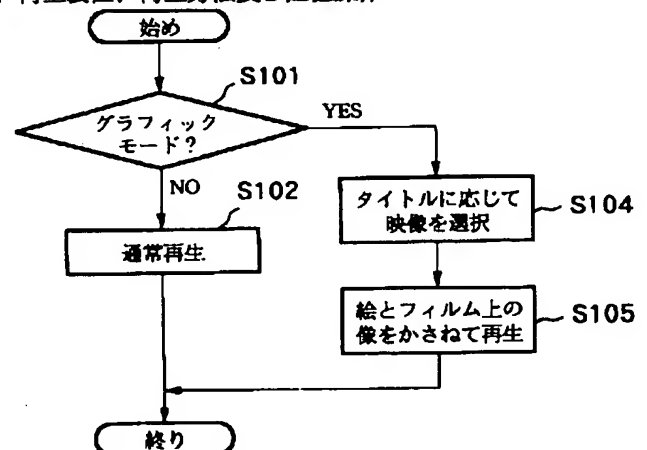 始め
S101
グラフィック
モード?
YES
NO
S102
通常再生
タイトルに応じて
映像を選択
S104
絵とフィルム上の
像をかさねて再生
S105
終り